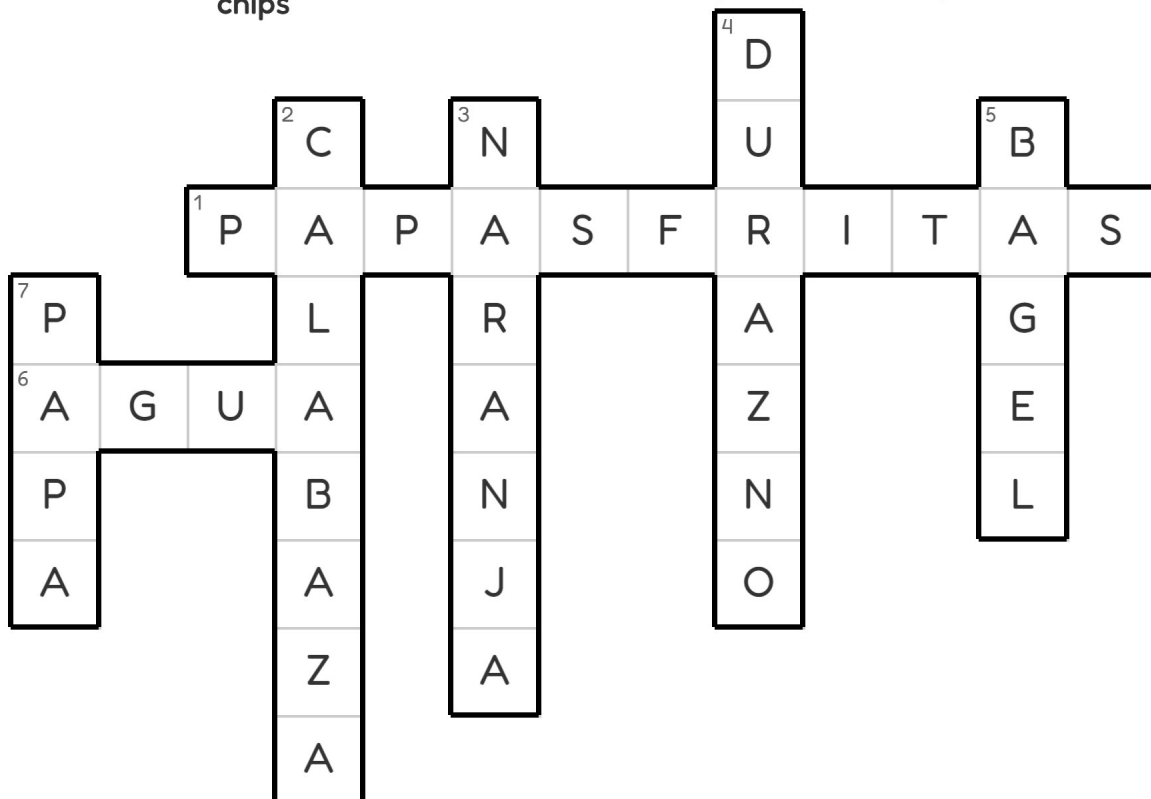 chips
4 D
2 C 3 N U 5 B
1 P A P A S F R I T A S
7 P L R A G
6 A G U A A Z E
P B N N L
A A J O
Z A
A